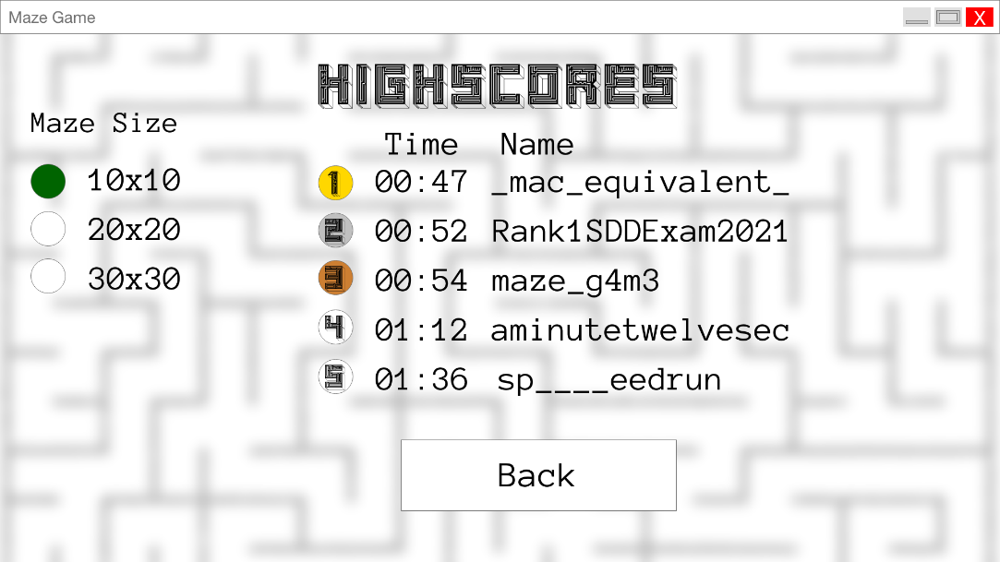 Maze Game
X
HIGHSCORES
Maze Size
10x10
20x20
30x30
Time Name
1 00:47 _mac_equivalent_
2 00:52 Rank1SDDExam2021
3 00:54 maze_g4m3
4 01:12 aminutetwelvesec
5 01:36 sp____eedrun
Back